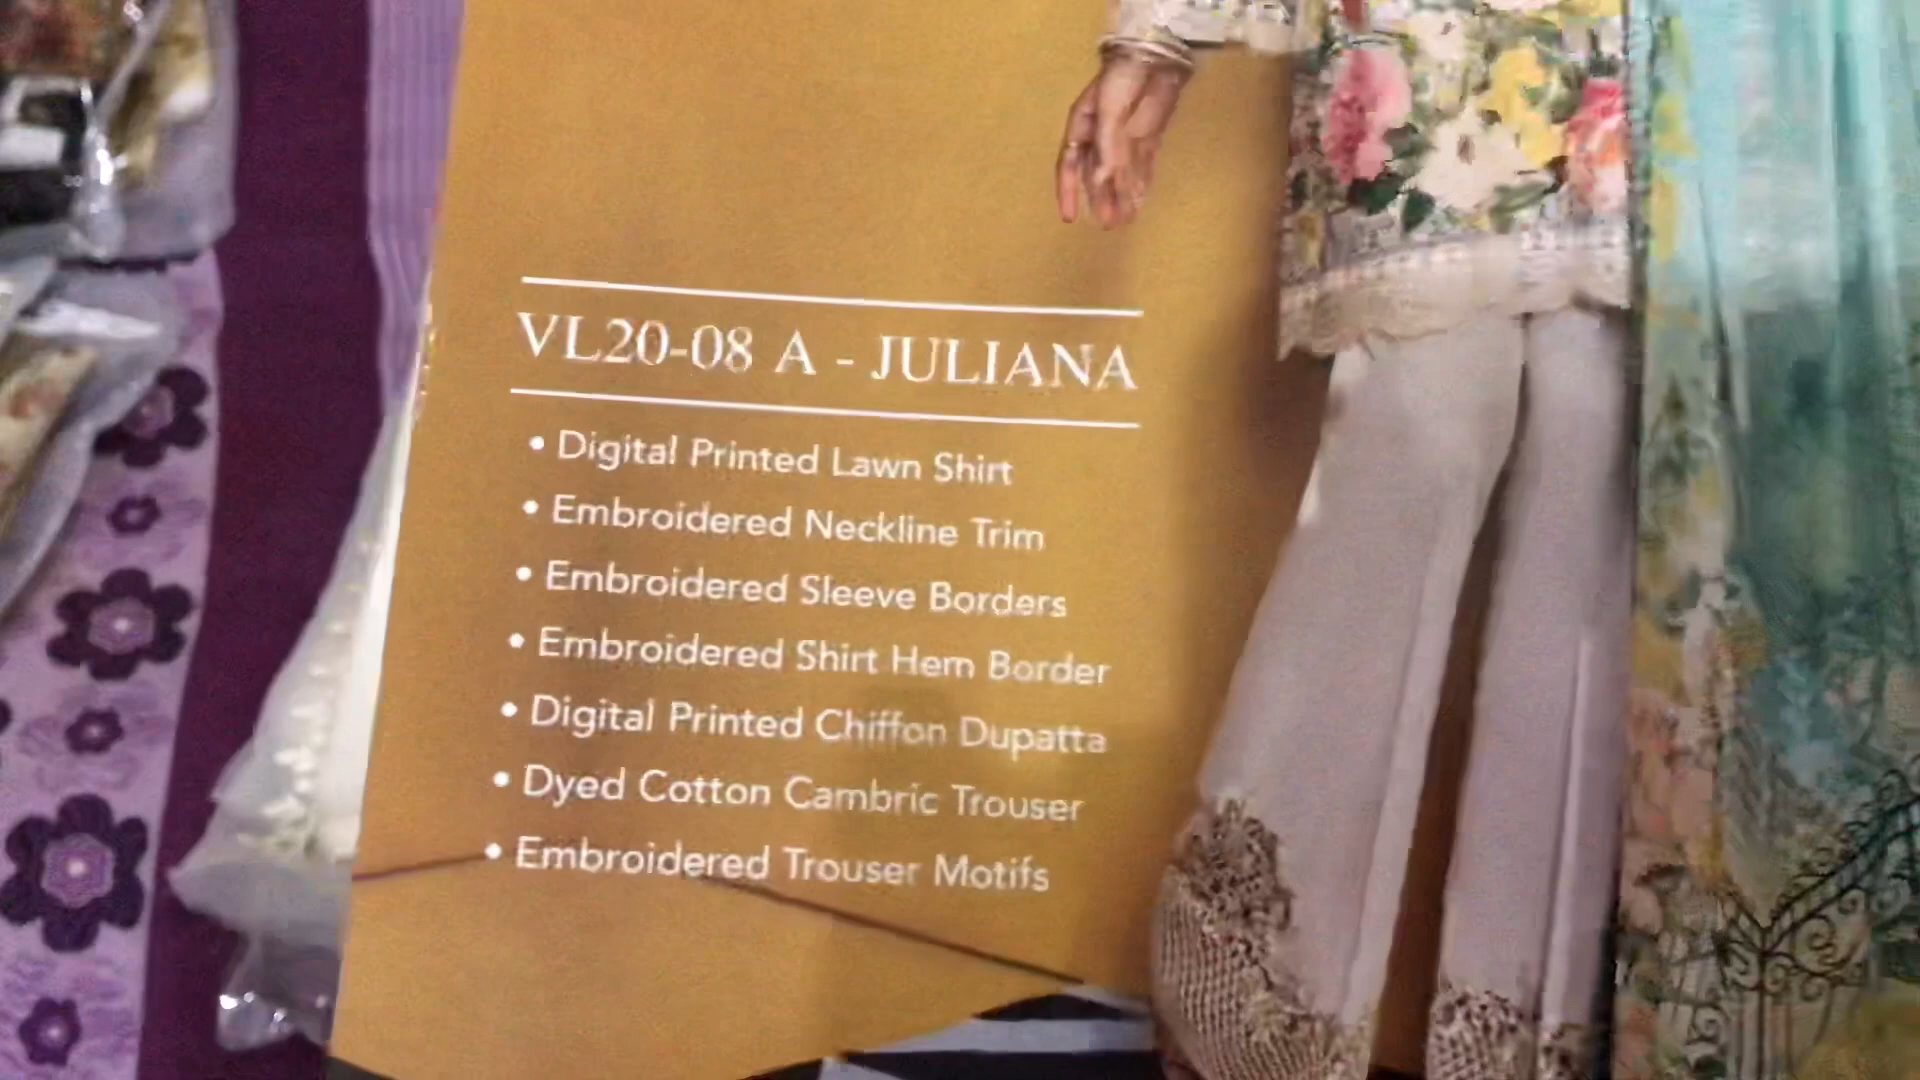 VL20-08 A - JULIANA
• Digital Printed Lawn Shirt
• Embroidered Neckline Trim
• Embroidered Sleeve Borders
• Embroidered Shirt Hem Border
• Digital Printed Chiffon Dupatta
• Dyed Cotton Cambric Trouser
• Embroidered Trouser Motifs